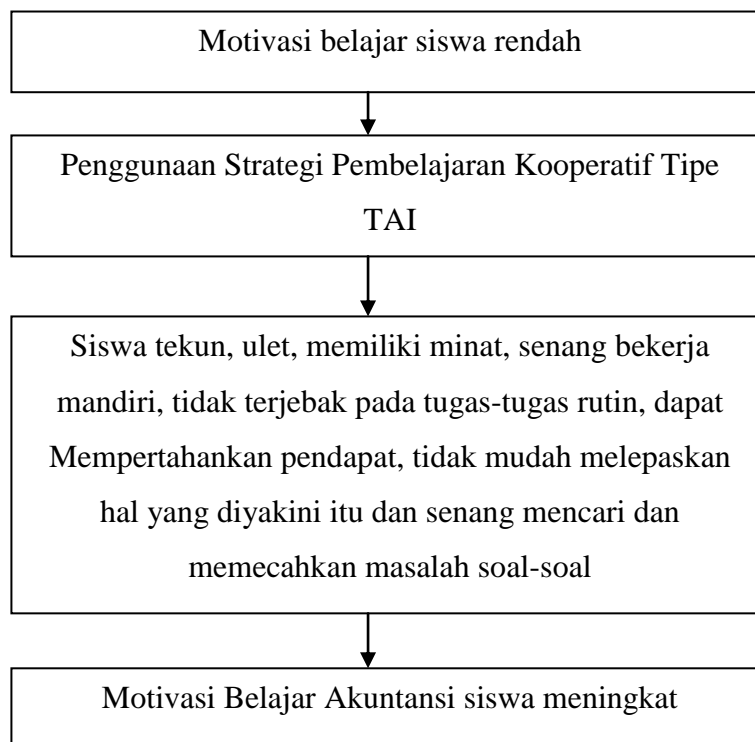 Motivasi belajar siswa rendah
Penggunaan Strategi Pembelajaran Kooperatif Tipe
TAI
Siswa tekun, ulet, memiliki minat, senang bekerja
mandiri, tidak terjebak pada tugas-tugas rutin, dapat
Mempertahankan pendapat, tidak mudah melepaskan
hal yang diyakini itu dan senang mencari dan
memecahkan masalah soal-soal
Motivasi Belajar Akuntansi siswa meningkat